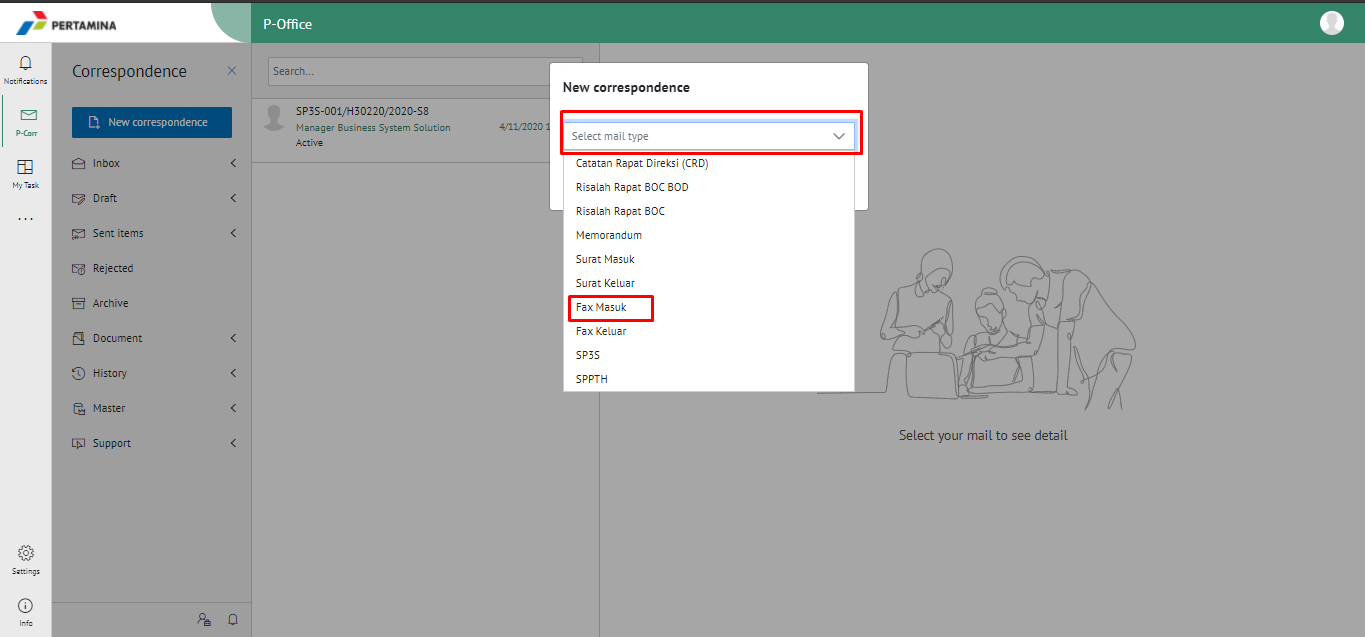 PERTAMINA
P-Office
Notifications
P-Corr
My Task
...
Settings
Info
Correspondence
New correspondence
Inbox
Draft
Sent items
Rejected
Archive
Document
History
Master
Support
Search...
SP3S-001/H30220/2020-S8
Manager Business System Solution
4/11/2020 1
Active
New correspondence
Select mail type
Catatan Rapat Direksi (CRD)
Risalah Rapat BOC BOD
Risalah Rapat BOC
Memorandum
Surat Masuk
Surat Keluar
Fax Masuk
Fax Keluar
SP3S
SPPTH
Select your mail to see detail